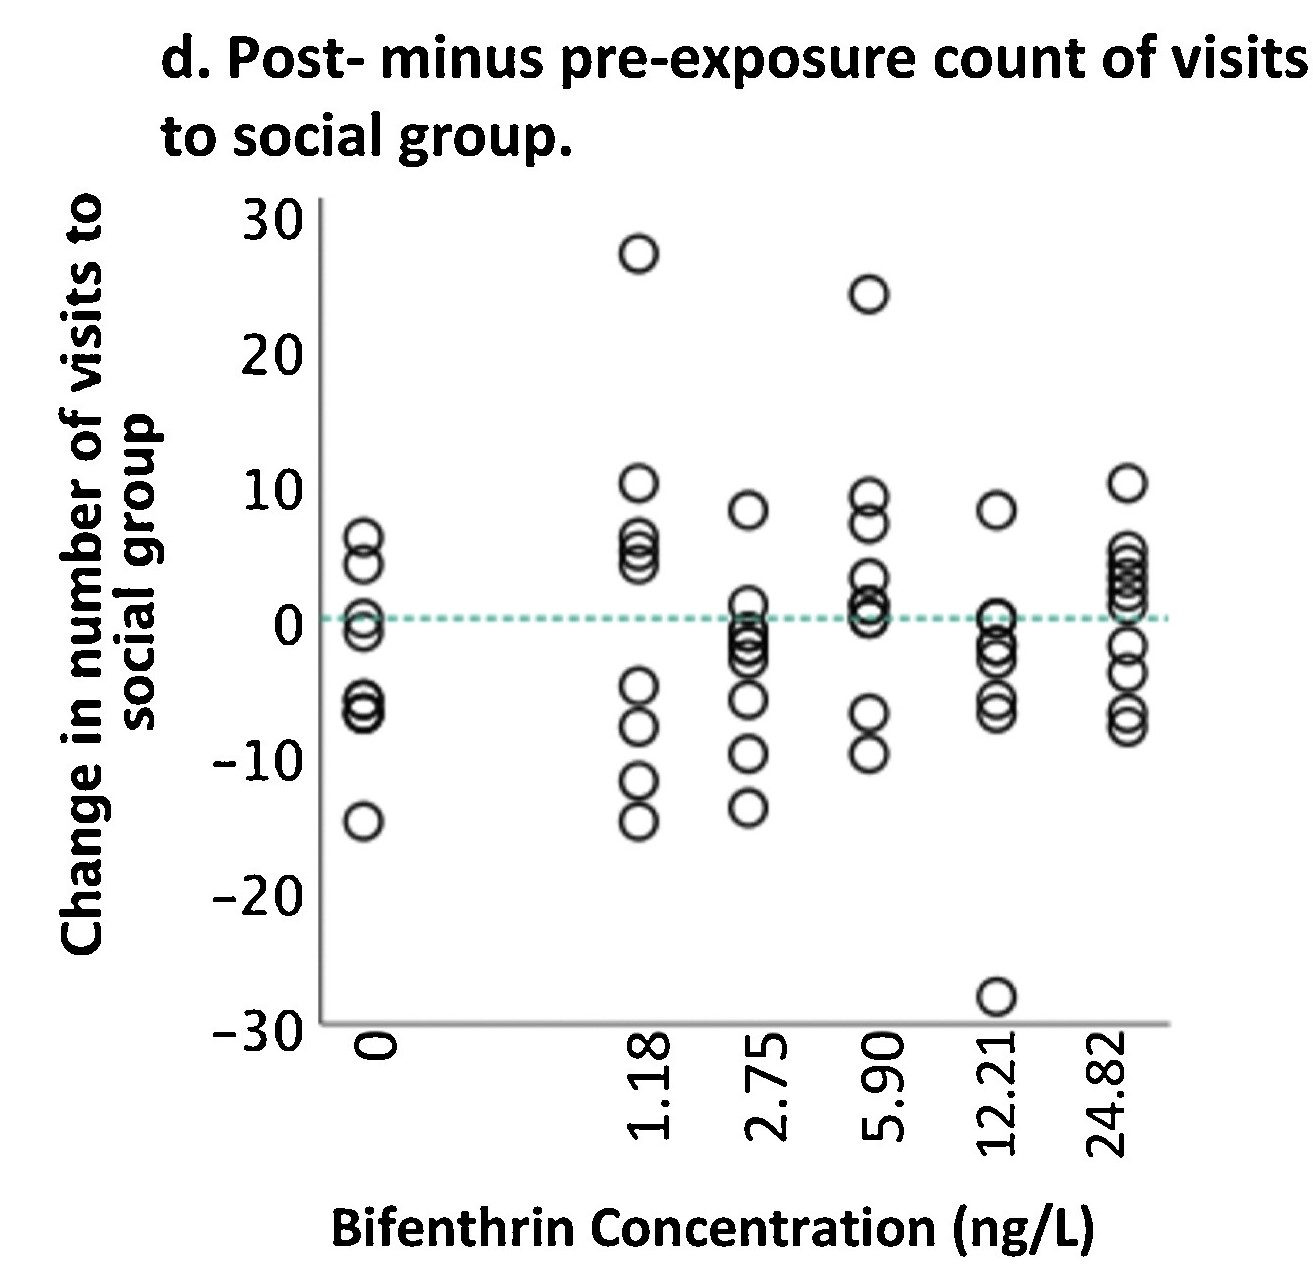 d. Post- minus pre-exposure count of visits
to social group.
Change in number of visits to
social group
30
20
10
0
−10
−20
−30
0
1.18
2.75
5.90
12.21
24.82
Bifenthrin Concentration (ng/L)